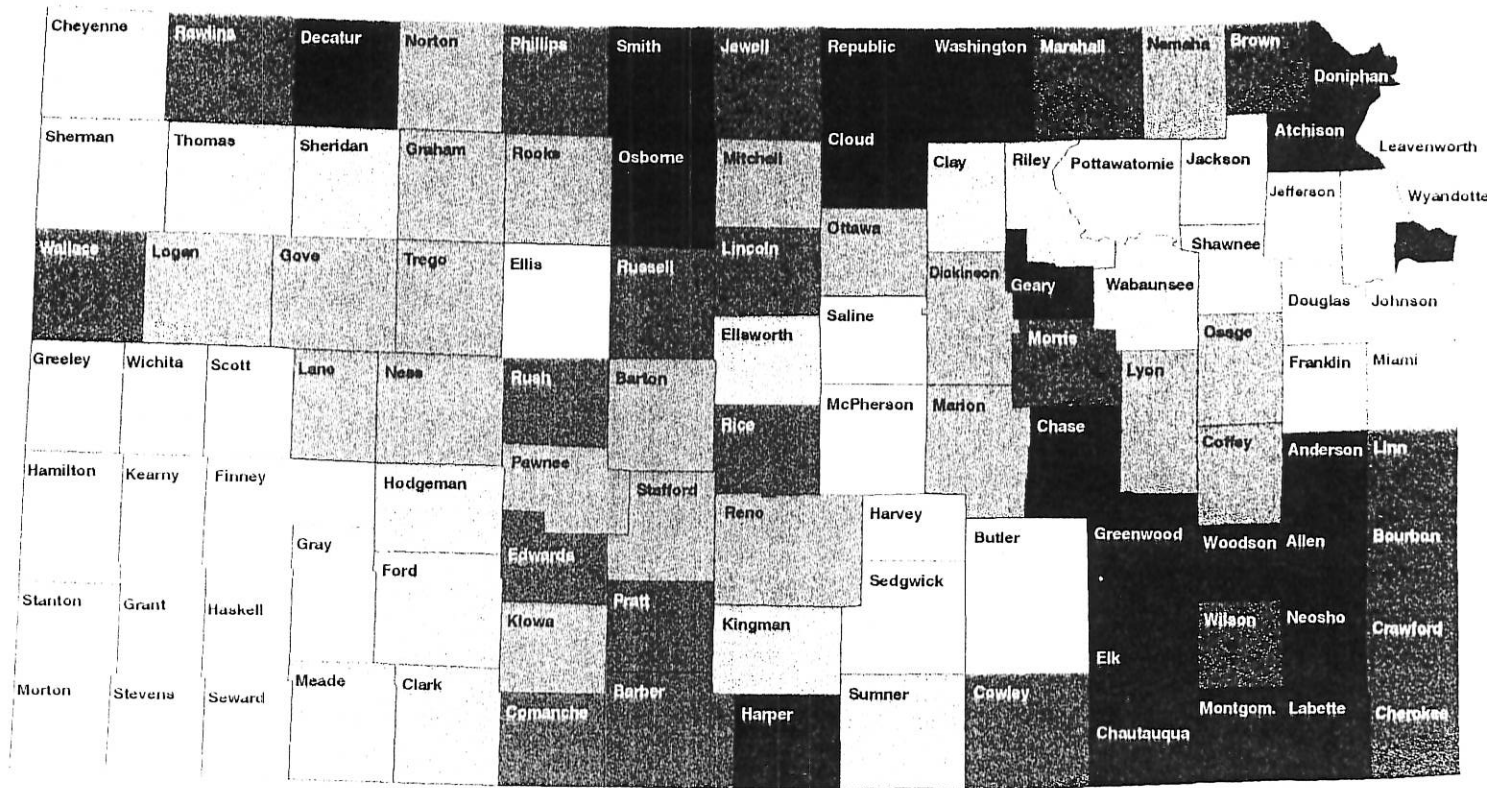 Cheyenne
Rawlins
Decatur
Norton
Phillips
Smith
Jewell
Republic
Washington
Marshall
Nemaha
Brown
Doniphan
Sherman
Thomas
Sheridan
Graham
Rooks
Osborne
Mitchell
Cloud
Clay
Riley
Pottawatomie
Jackson
Atchison
Leavenworth
Jefferson
Wyandotte
Wallace
Logan
Gove
Trego
Ellis
Russell
Lincoln
Ottawa
Dickinson
Geary
Wabaunsee
Shawnee
Douglas
Johnson
Greeley
Wichita
Scott
Lane
Ness
Rush
Barton
Ellsworth
Saline
Morris
Lyon
Osage
Franklin
Miami
Rice
McPherson
Marion
Chase
Coffey
Anderson
Linn
Hamilton
Kearny
Finney
Hodgeman
Pawnee
Stafford
Reno
Harvey
Butler
Greenwood
Woodson
Allen
Bourbon
Gray
Ford
Edwards
Sedgwick
Stanton
Grant
Haskell
Kiowa
Pratt
Kingman
Elk
Wilson
Neosho
Crawford
Morton
Stevens
Seward
Meade
Clark
Comanche
Barber
Harper
Sumner
Cowley
Chautauqua
Montgom.
Labette
Cherokee